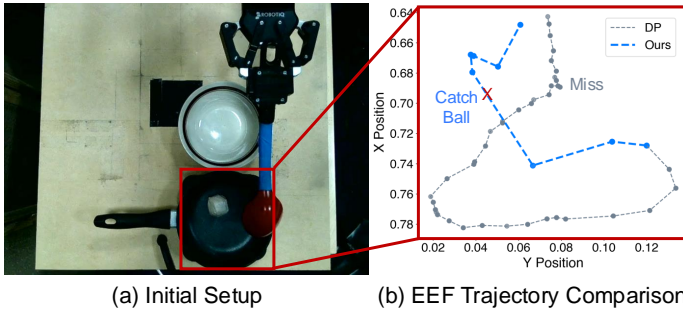 ROBOTIQ
0.64
0.66
0.68
0.70
0.72
0.74
0.76
0.78
X Position
DP
Ours
Miss
Catch
Ball
X
0.02
0.04
0.06
0.08
0.10
0.12
Y Position
(a) Initial Setup
(b) EEF Trajectory Comparison